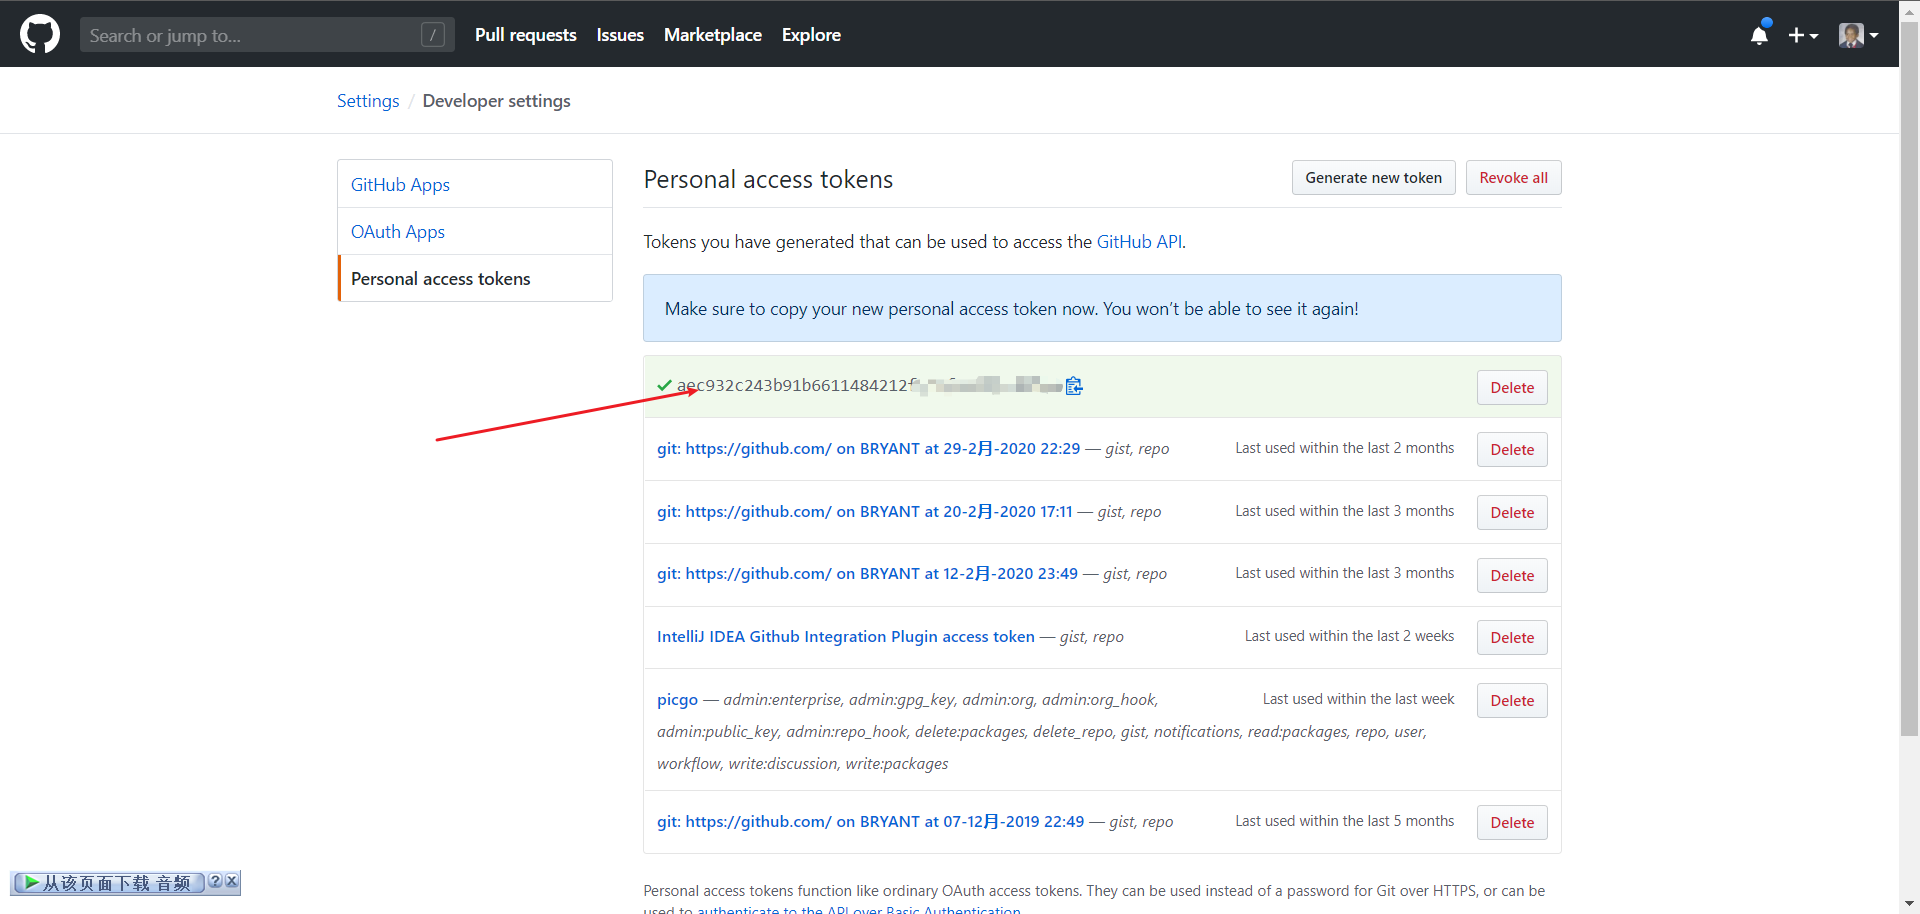 Search or jump to... /
Pull requests Issues Marketplace Explore
Settings / Developer settings
GitHub Apps
OAuth Apps
Personal access tokens
Personal access tokens
Generate new token
Revoke all
Tokens you have generated that can be used to access the GitHub API.
Make sure to copy your new personal access token now. You won't be able to see it again!
aec932c243b91b6611484212f
Delete
git: https://github.com/ on BRYANT at 29-2月-2020 22:29 — gist, repo
Last used within the last 2 months
Delete
git: https://github.com/ on BRYANT at 20-2月-2020 17:11 — gist, repo
Last used within the last 3 months
Delete
git: https://github.com/ on BRYANT at 12-2月-2020 23:49 — gist, repo
Last used within the last 3 months
Delete
IntelliJ IDEA Github Integration Plugin access token — gist, repo
Last used within the last 2 weeks
Delete
picgo — admin:enterprise, admin:gpg_key, admin:org, admin:org_hook,
Last used within the last week
Delete
admin:public_key, admin:repo_hook, delete:packages, delete_repo, gist, notifications, read:packages, repo, user,
workflow, write:discussion, write:packages
git: https://github.com/ on BRYANT at 07-12月-2019 22:49 — gist, repo
Last used within the last 5 months
Delete
从该页面下载 音频 ? X
Personal access tokens function like ordinary OAuth access tokens. They can be used instead of a password for Git over HTTPS, or can be
used to authenticate to the API over Basic Authentication.